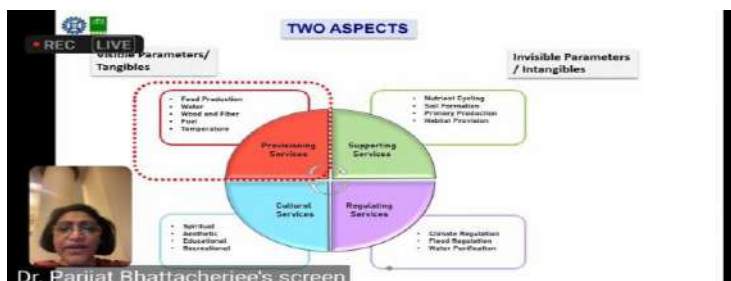 TWO ASPECTS
REC LIVE
Visible Parameters/
Tangibles
Invisible Parameters
/ Intangibles
Food Production
Water
Wood and Fiber
Fuel
Temperature
Nutrient Cycling
Soil Formation
Primary Production
Habitat Provision
Provisioning
Services
Supporting
Services
Cultural
Services
Regulating
Services
Spiritual
Aesthetic
Educational
Recreational
Climate Regulation
Flood Regulation
Water Purification
Dr. Parijat Bhattacherjee's screen